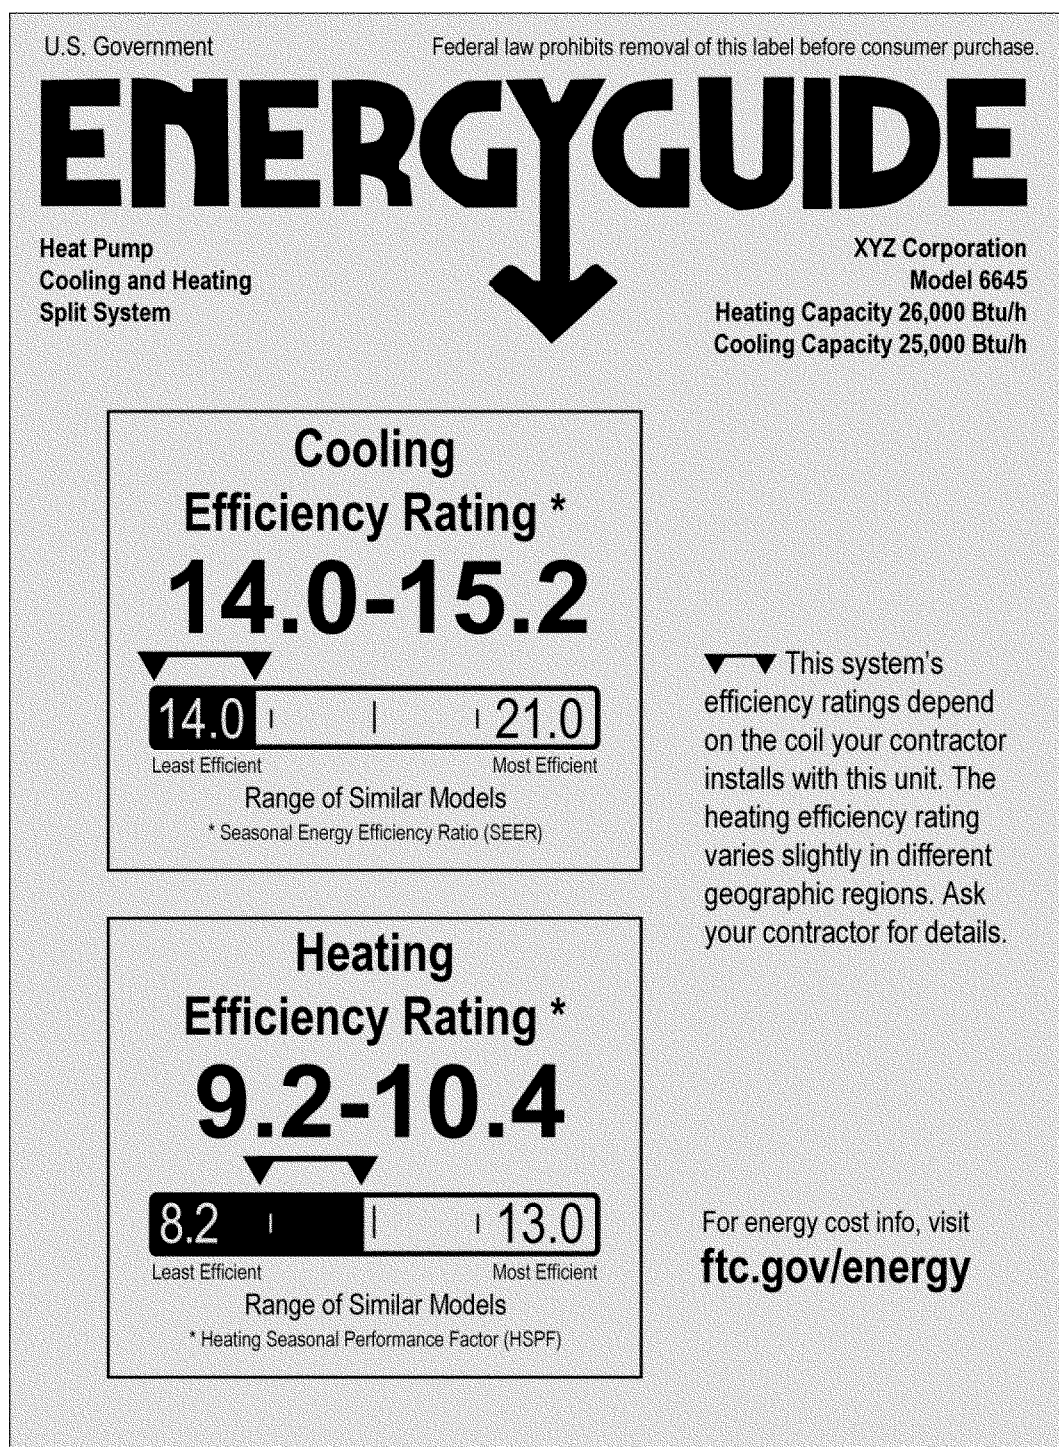 U.S. Government
Federal law prohibits removal of this label before consumer purchase.
ENERGYGUIDE
Heat Pump
Cooling and Heating
Split System
XYZ Corporation
Model 6645
Heating Capacity 26,000 Btu/h
Cooling Capacity 25,000 Btu/h
Cooling
Efficiency Rating *
14.0-15.2
14.0 21.0
Least Efficient Most Efficient
Range of Similar Models
* Seasonal Energy Efficiency Ratio (SEER)
This system's
efficiency ratings depend
on the coil your contractor
installs with this unit. The
heating efficiency rating
varies slightly in different
geographic regions. Ask
your contractor for details.
Heating
Efficiency Rating *
9.2-10.4
8.2 13.0
Least Efficient Most Efficient
Range of Similar Models
* Heating Seasonal Performance Factor (HSPF)
For energy cost info, visit
ftc.gov/energy